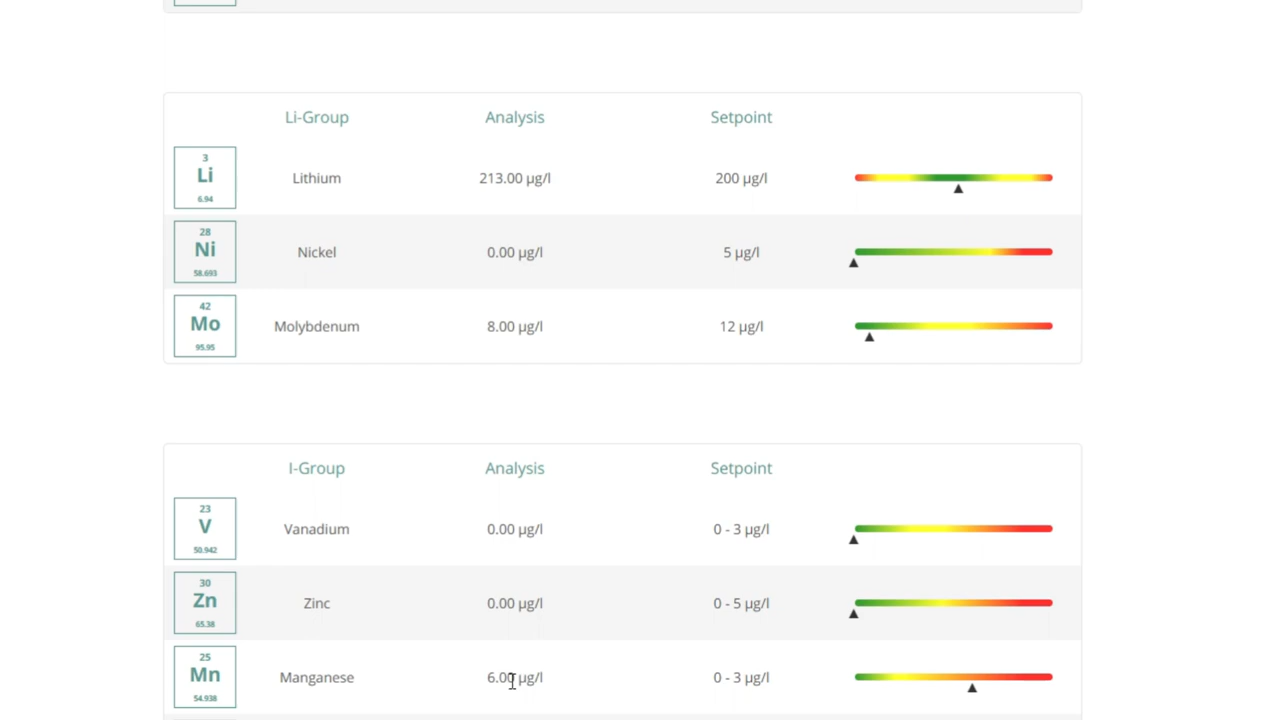 Li-Group Analysis Setpoint
3
Li
6.94
Lithium 213.00 µg/l 200 µg/l
28
Ni
58.693
Nickel 0.00 µg/l 5 µg/l
42
Mo
95.95
Molybdenum 8.00 µg/l 12 µg/l
I-Group Analysis Setpoint
23
V
50.942
Vanadium 0.00 µg/l 0 - 3 µg/l
30
Zn
65.38
Zinc 0.00 µg/l 0 - 5 µg/l
25
Mn
54.938
Manganese 6.00 µg/l 0 - 3 µg/l